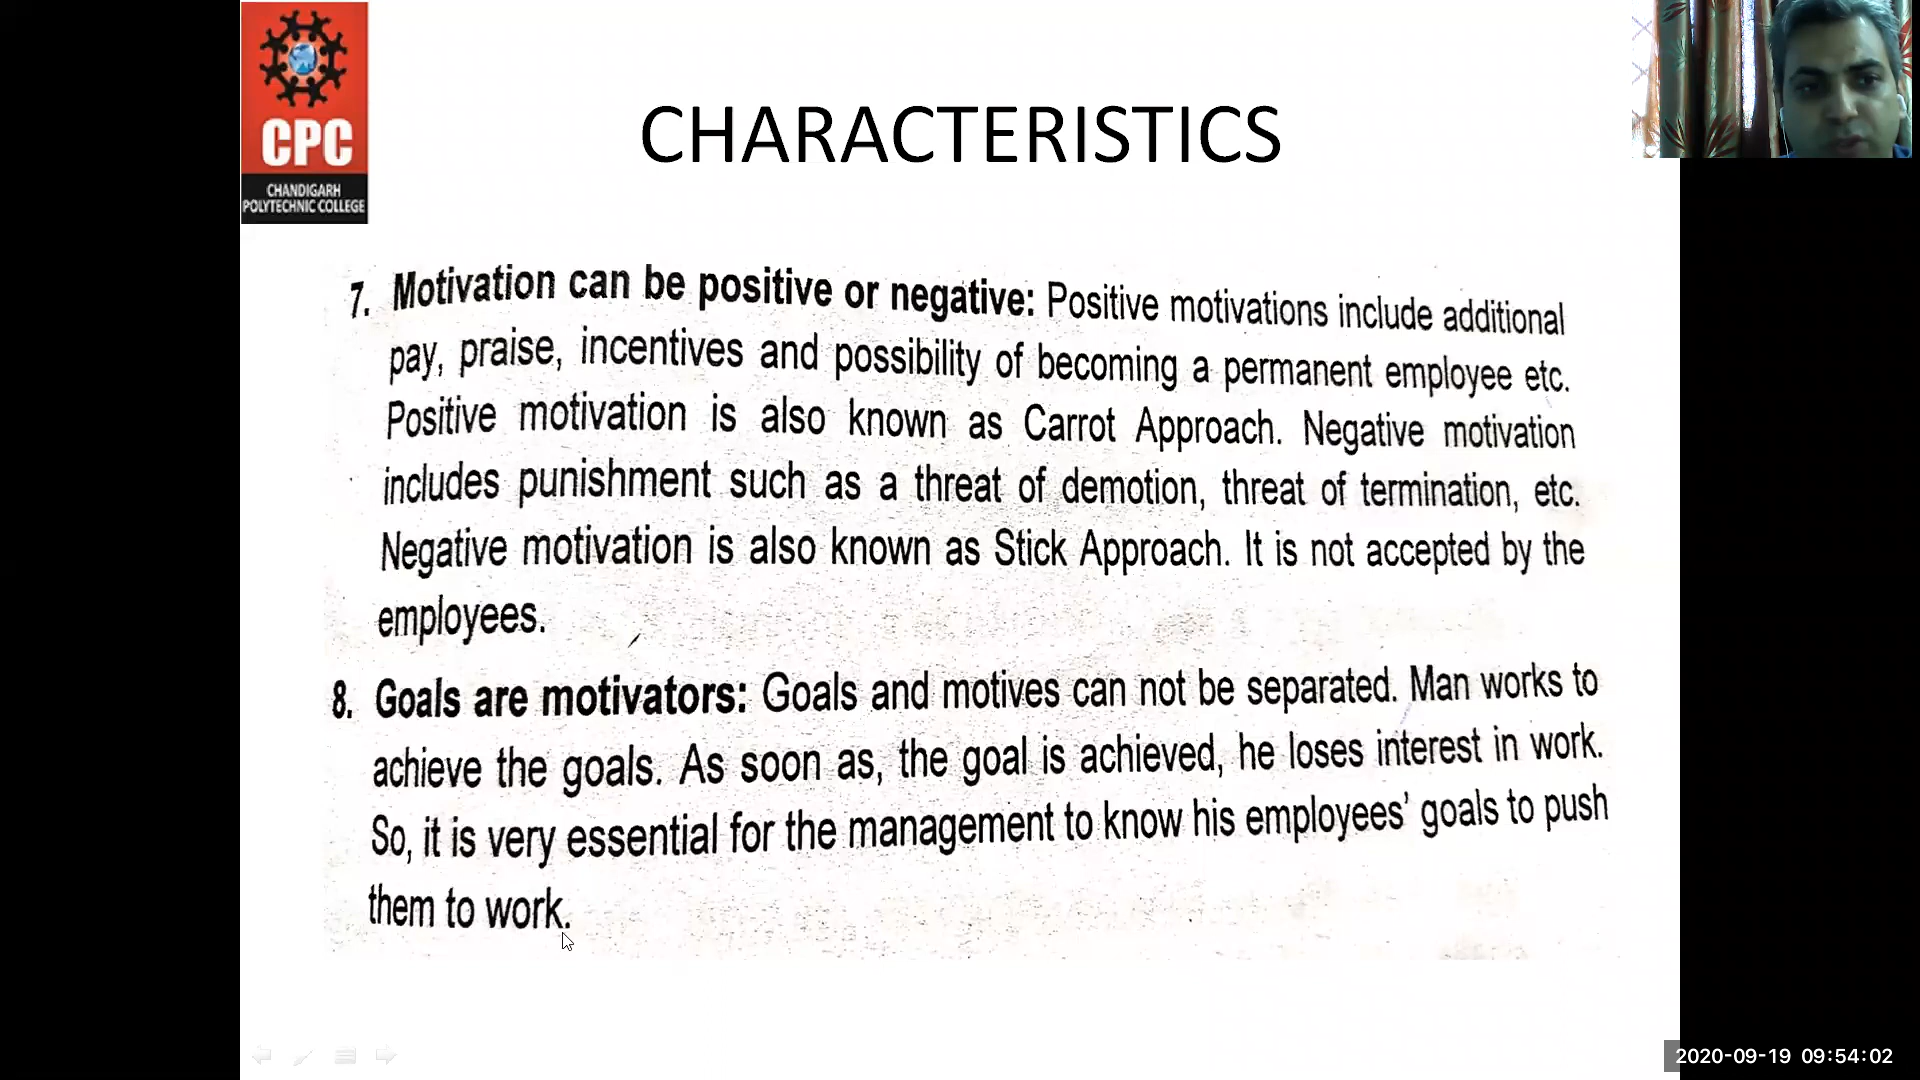 CPC
CHANDIGARH
POLYTECHNIC COLLEGE
CHARACTERISTICS
7. Motivation can be positive or negative: Positive motivations include additional
pay, praise, incentives and possibility of becoming a permanent employee etc.
Positive motivation is also known as Carrot Approach. Negative motivation
includes punishment such as a threat of demotion, threat of termination, etc.
Negative motivation is also known as Stick Approach. It is not accepted by the
employees.
8. Goals are motivators: Goals and motives can not be separated. Man works to
achieve the goals. As soon as, the goal is achieved, he loses interest in work.
So, it is very essential for the management to know his employees' goals to push
them to work.
2020-09-19 09:54:02